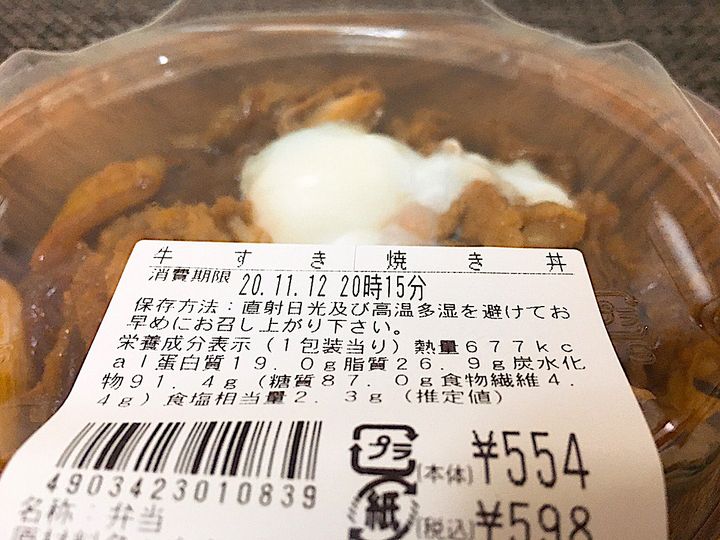 牛すき焼き丼
消費期限 20.11.12 20時15分
保存方法：直射日光及び高温多湿を避けてお
早めにお召し上がり下さい。
栄養成分表示（1包装当り）熱量677kc
al蛋白質19.0g脂質26.9g炭水化
物91.4g（糖質87.0g食物繊維4.
4g）食塩相当量2.3g（推定値）
プラ
(本体) ¥554
4903423010839
紙
(税込) ¥598
名称：弁当
原材料